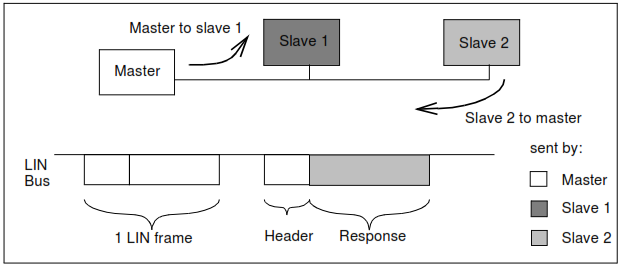 Master to slave 1
Slave 1
Slave 2
Master
Slave 2 to master
sent by:
LIN
Bus
Master
Slave 1
Slave 2
1 LIN frame
Header
Response